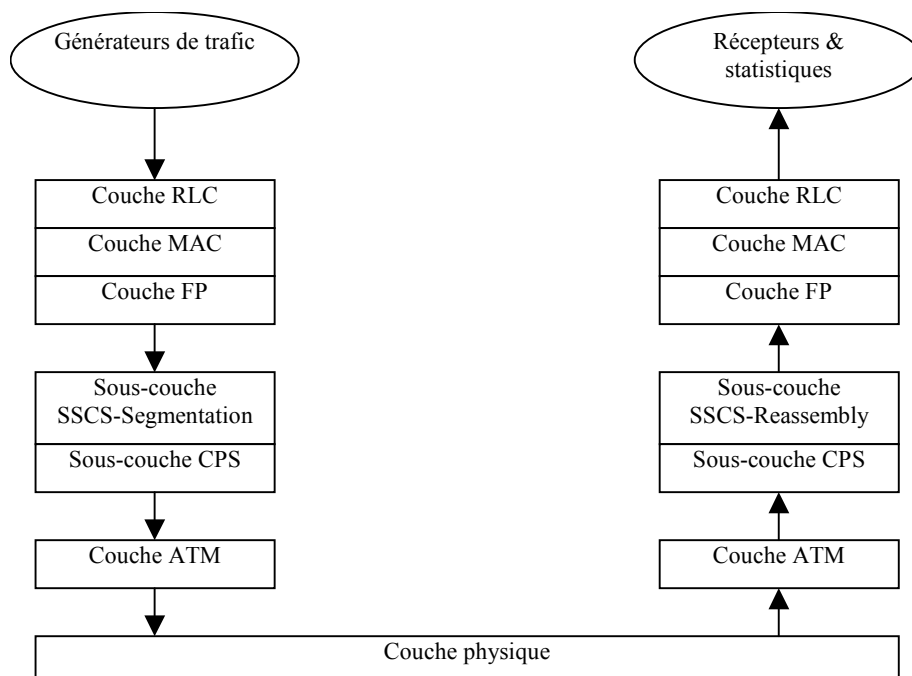 Générateurs de trafic
Récepteurs &
statistiques
Couche RLC
Couche MAC
Couche FP
Sous-couche
SSCS-Segmentation
Sous-couche CPS
Couche ATM
Couche RLC
Couche MAC
Couche FP
Sous-couche
SSCS-Reassembly
Sous-couche CPS
Couche ATM
Couche physique